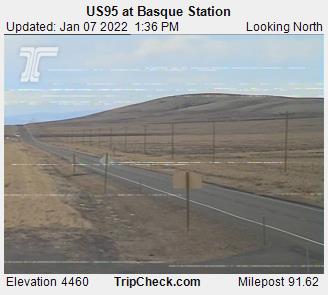 US95 at Basque Station
Updated: Jan 07 2022 1:36 PM Looking North
Elevation 4460 TripCheck.com Milepost 91.62